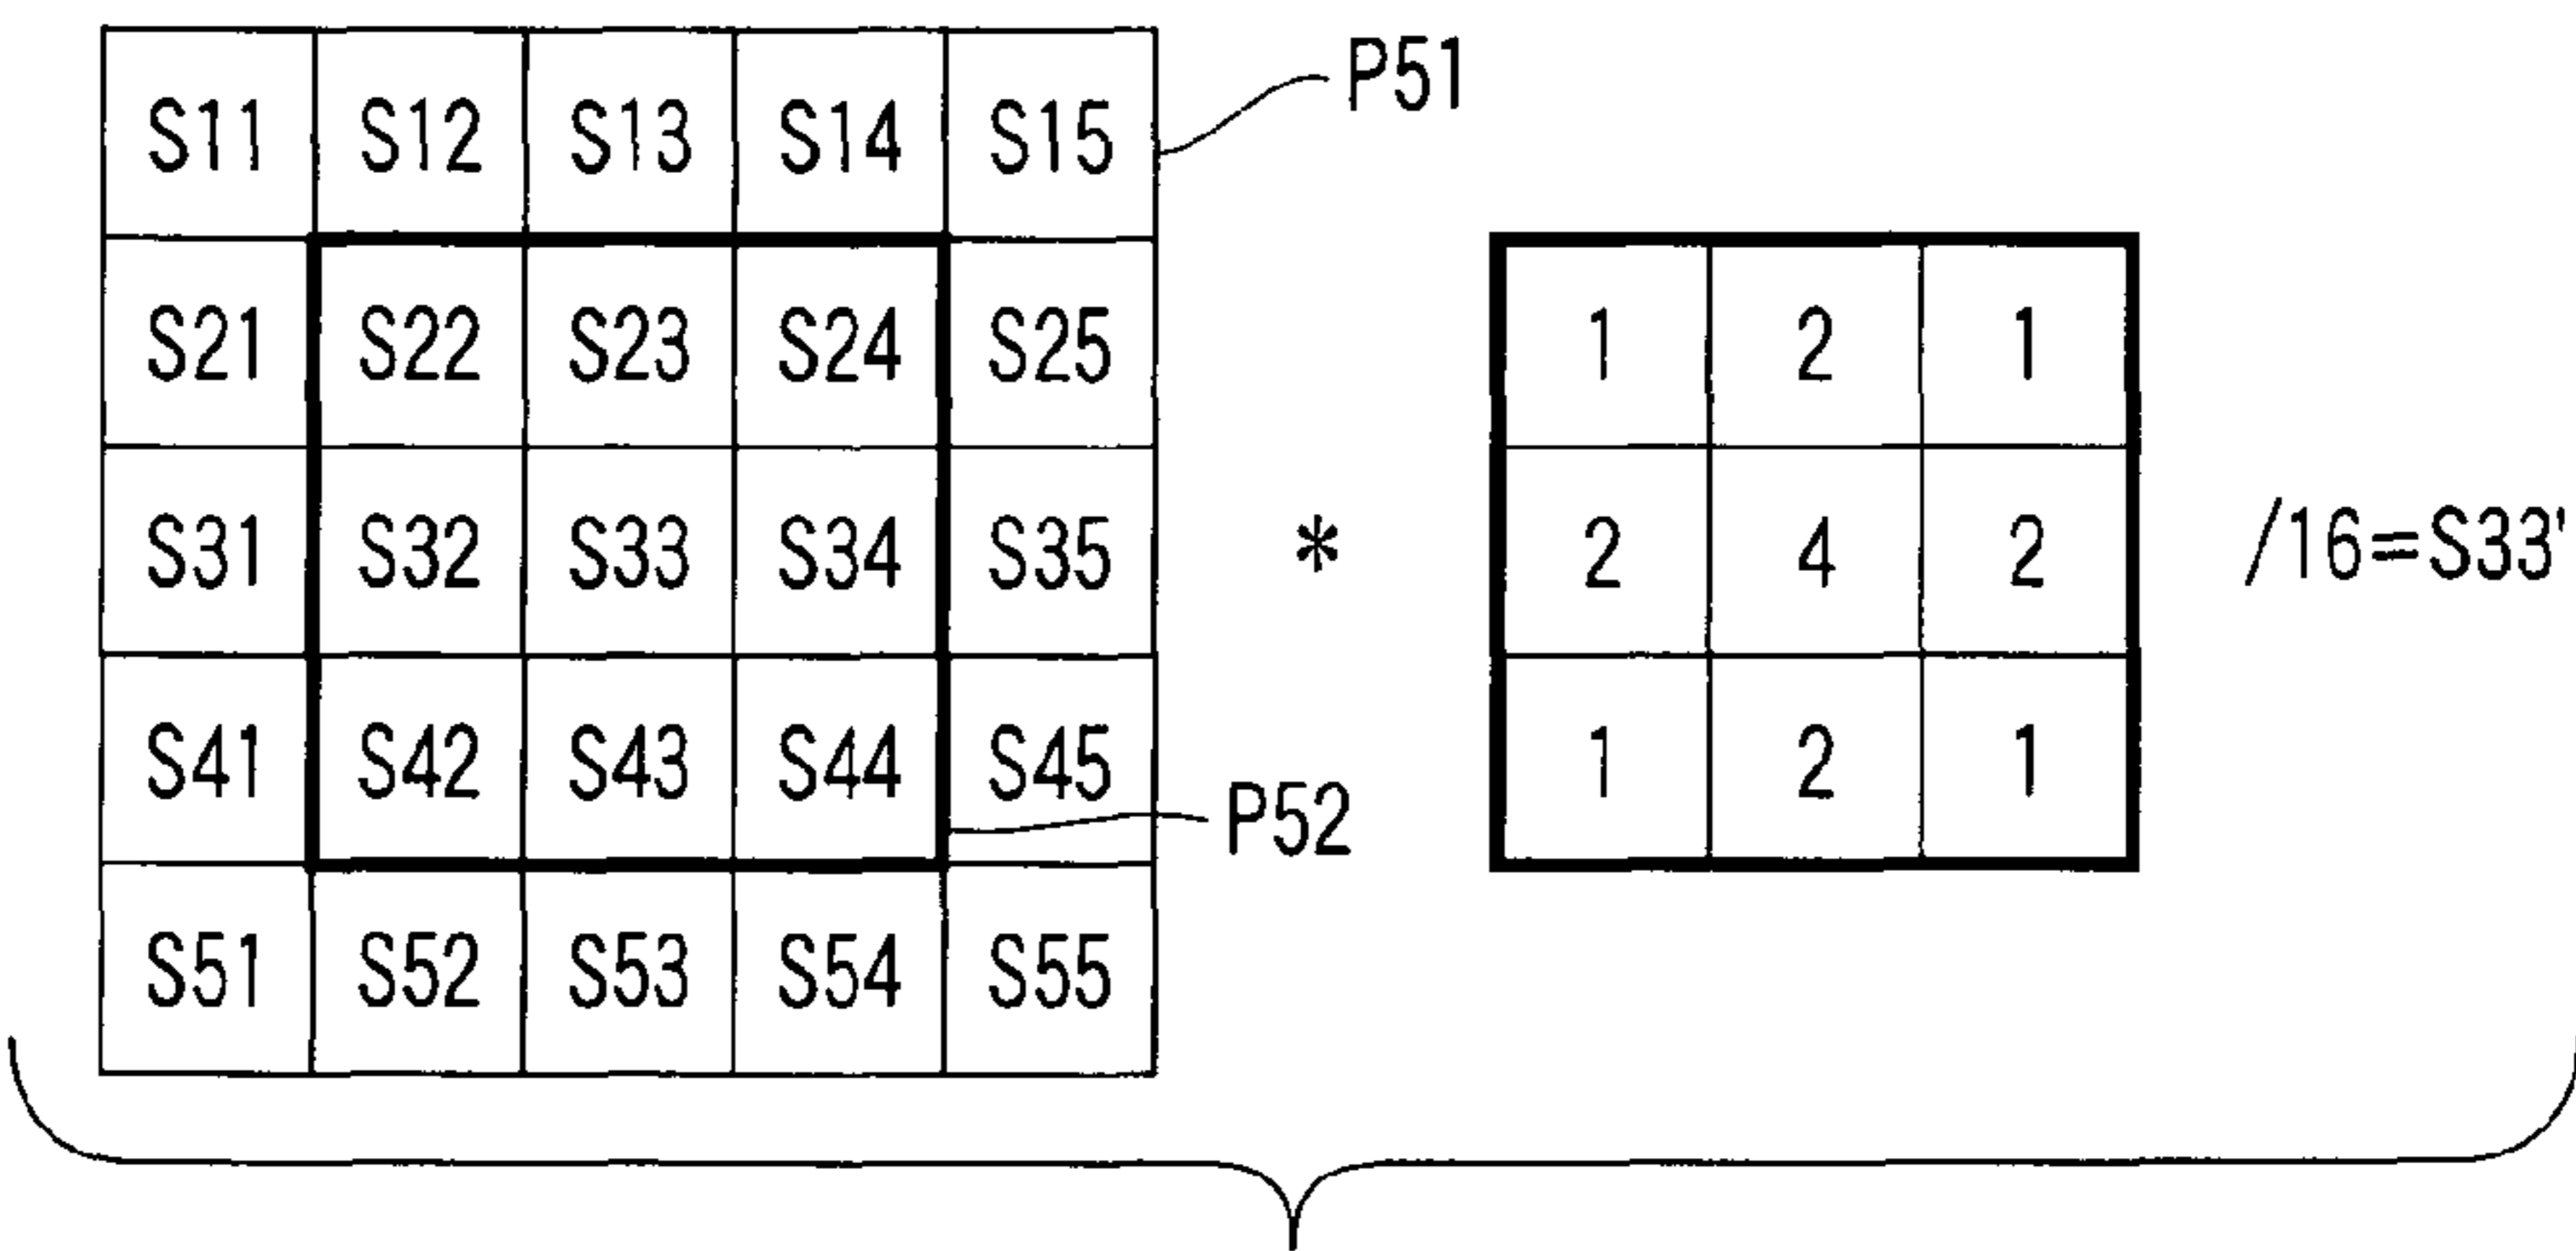 S11 S12 S13 S14 S15 P51
S21 S22 S23 S24 S25 1 2 1
S31 S32 S33 S34 S35 * 2 4 2 /16=S33'
S41 S42 S43 S44 S45 1 2 1
P52
S51 S52 S53 S54 S55